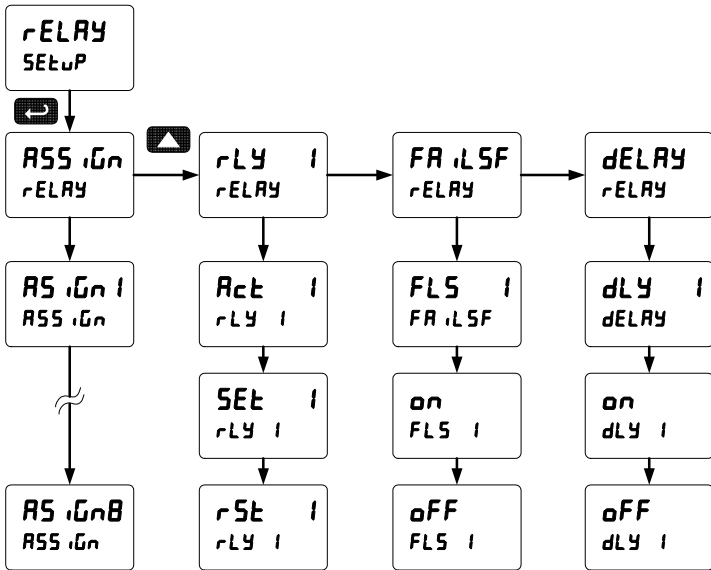 rELAY
SEtuP
ASSiGn
rELAY
rLY 1
rELAY
FAiLSF
rELAY
dELAY
rELAY
ASiGn1
ASSiGn
Act 1
rLY 1
FLS 1
FAiLSF
dLY 1
dELAY
SEt 1
rLY 1
on
FLS 1
on
dLY 1
ASiGn8
ASSiGn
rSt 1
rLY 1
oFF
FLS 1
oFF
dLY 1